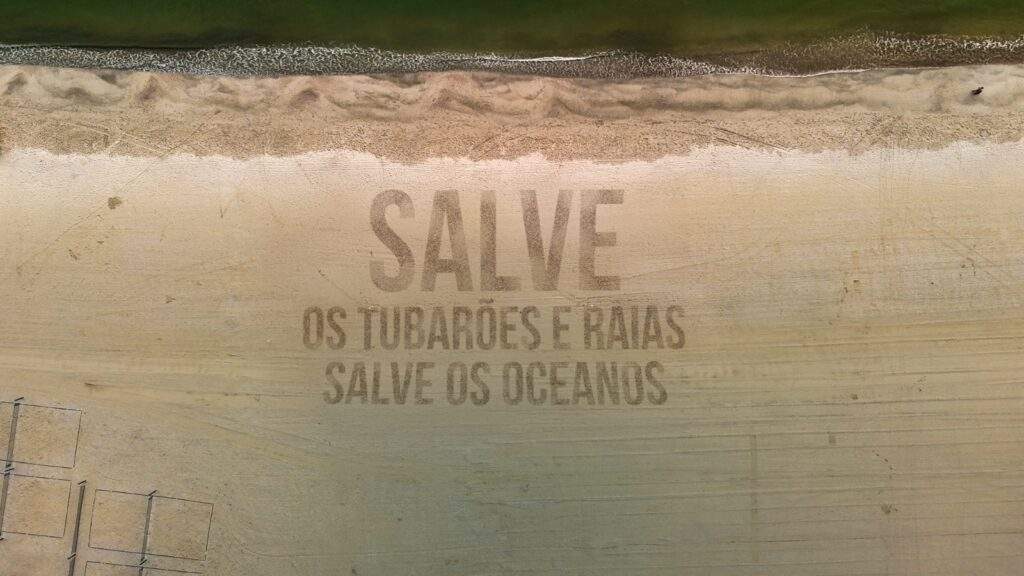 SALVE
OS TUBARÕES E RAIAS
SALVE OS OCEANOS